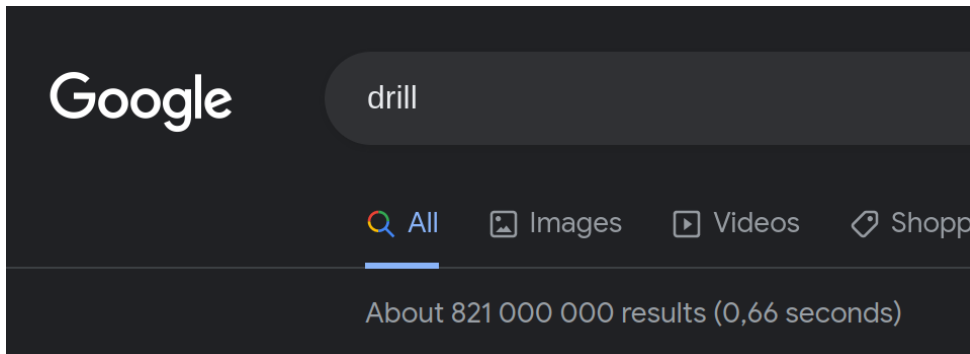 Google
drill
All Images Videos Shopp
About 821 000 000 results (0,66 seconds)